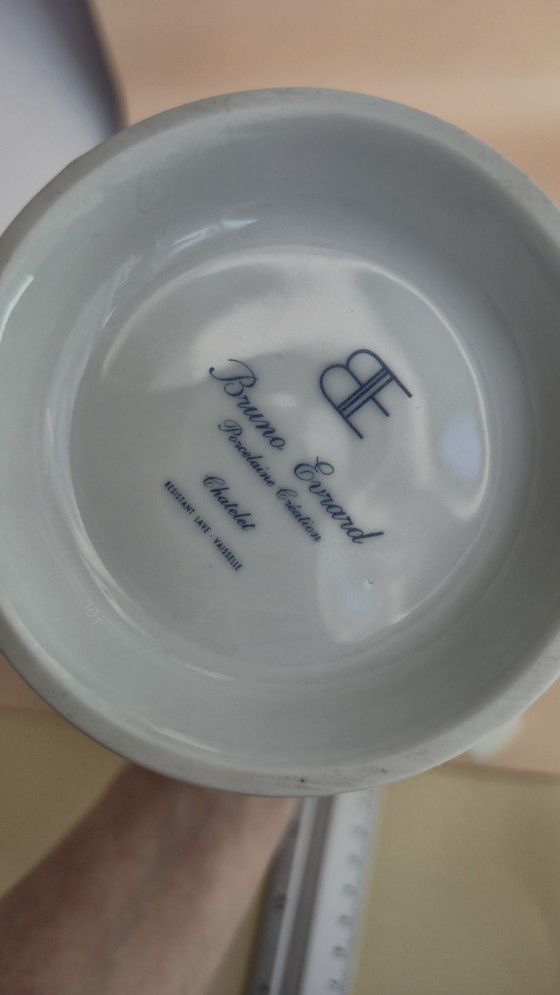 BE
Bruno Evrard
Porcelaine Création
Chatelet
RESISTANT LAVE-VAISSELLE